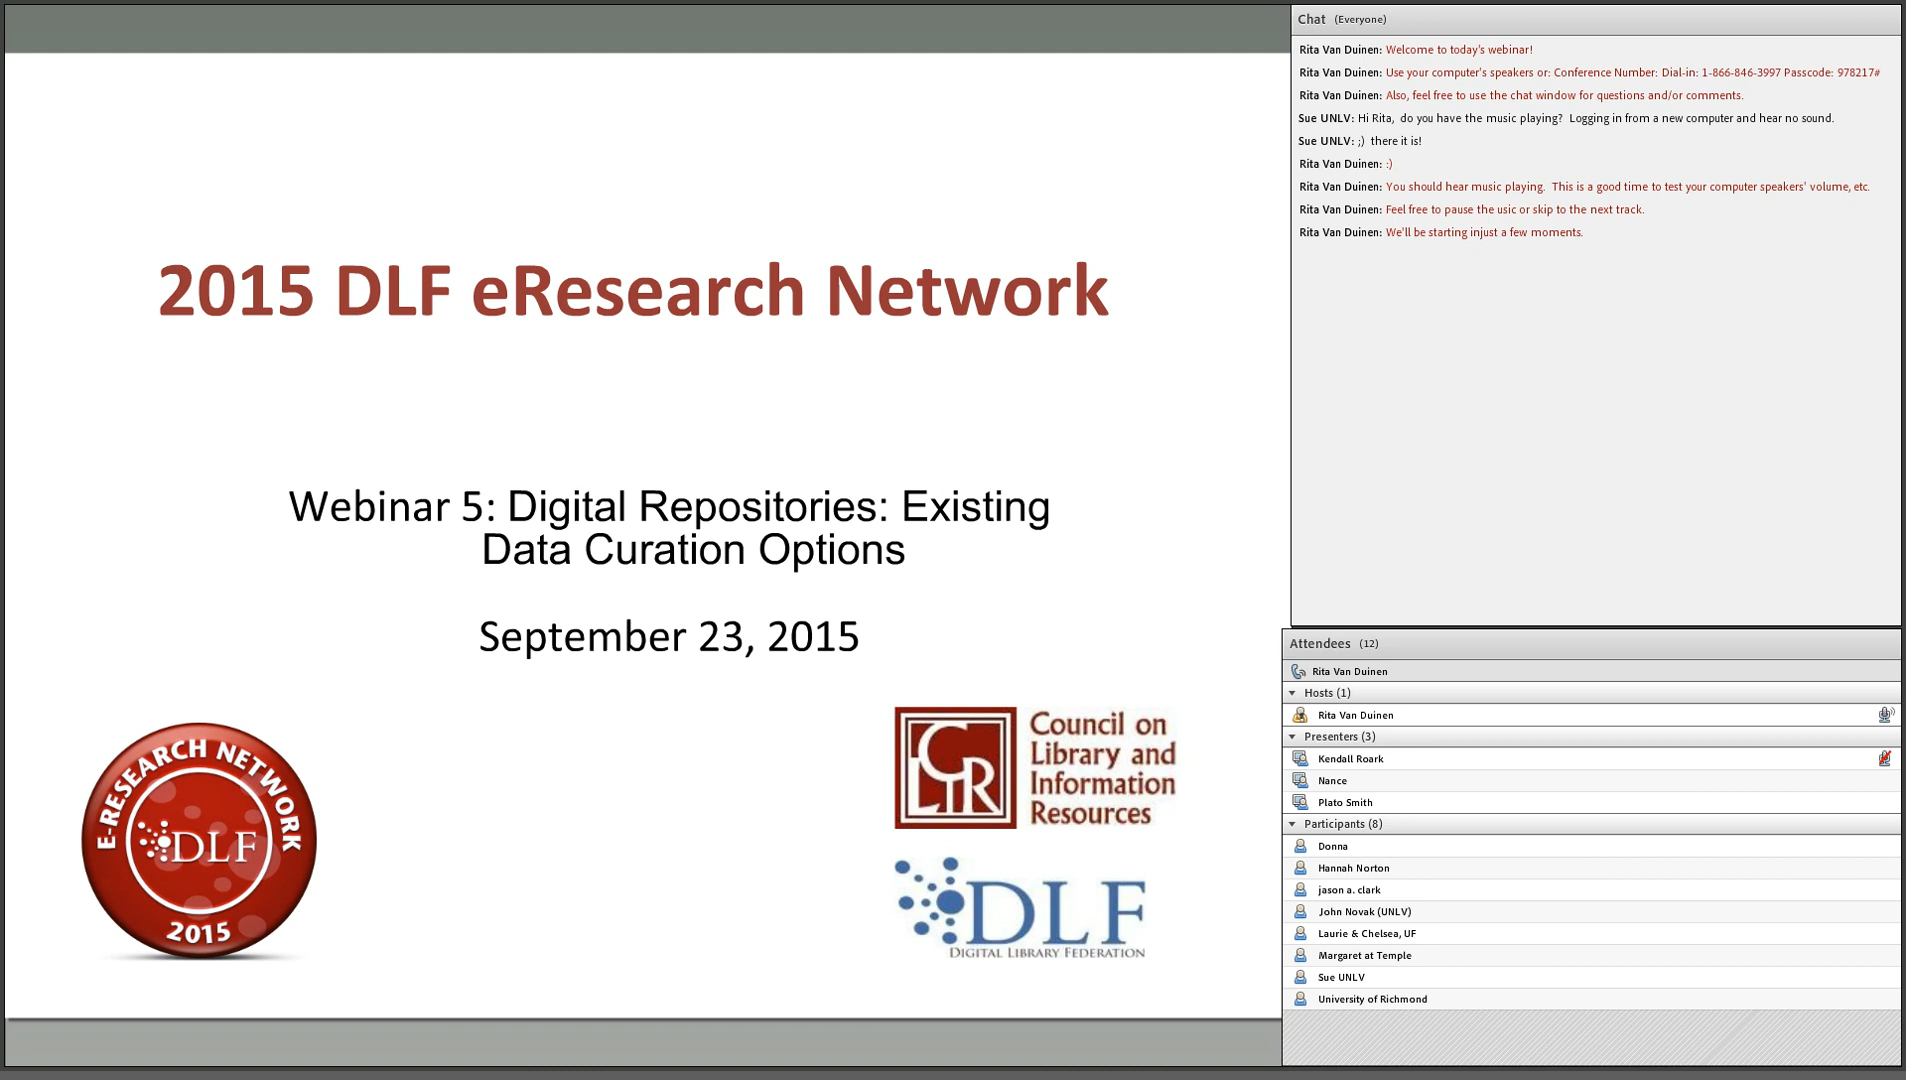 2015 DLF eResearch Network
Webinar 5: Digital Repositories: Existing
Data Curation Options
September 23, 2015
E-RESEARCH NETWORK
DLF
2015
CLIR
Council on
Library and
Information
Resources
DLF
DIGITAL LIBRARY FEDERATION
Chat (Everyone)
Rita Van Duinen: Welcome to today's webinar!
Rita Van Duinen: Use your computer's speakers or: Conference Number: Dial-in: 1-866-846-3997 Passcode: 978217#
Rita Van Duinen: Also, feel free to use the chat window for questions and/or comments.
Sue UNLV: Hi Rita, do you have the music playing? Logging in from a new computer and hear no sound.
Sue UNLV: ;) there it is!
Rita Van Duinen: :)
Rita Van Duinen: You should hear music playing. This is a good time to test your computer speakers' volume, etc.
Rita Van Duinen: Feel free to pause the usic or skip to the next track.
Rita Van Duinen: We'll be starting injust a few moments.
Attendees (12)
Rita Van Duinen
Hosts (1)
Rita Van Duinen
Presenters (3)
Kendall Roark
Nance
Plato Smith
Participants (8)
Donna
Hannah Norton
jason a. clark
John Novak (UNLV)
Laurie & Chelsea, UF
Margaret at Temple
Sue UNLV
University of Richmond